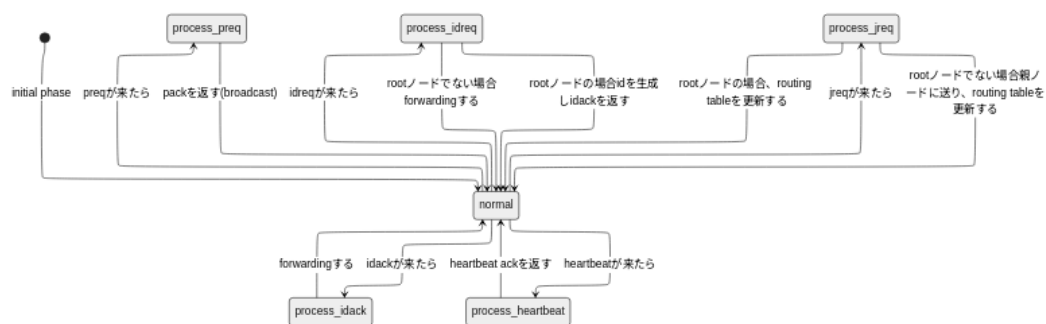 process_preq
process_idreq
process_jreq
initial phase
preqが来たら
packを返す(broadcast)
idreqが来たら
rootノードでない場合
forwardingする
rootノードの場合idを生成
しidackを返す
rootノードの場合、routing
tableを更新する
jreqが来たら
rootノードでない場合親ノ
ードに送り、routing tableを
更新する
normal
forwardingする
idackが来たら
heartbeat ackを返す
heartbeatが来たら
process_idack
process_heartbeat